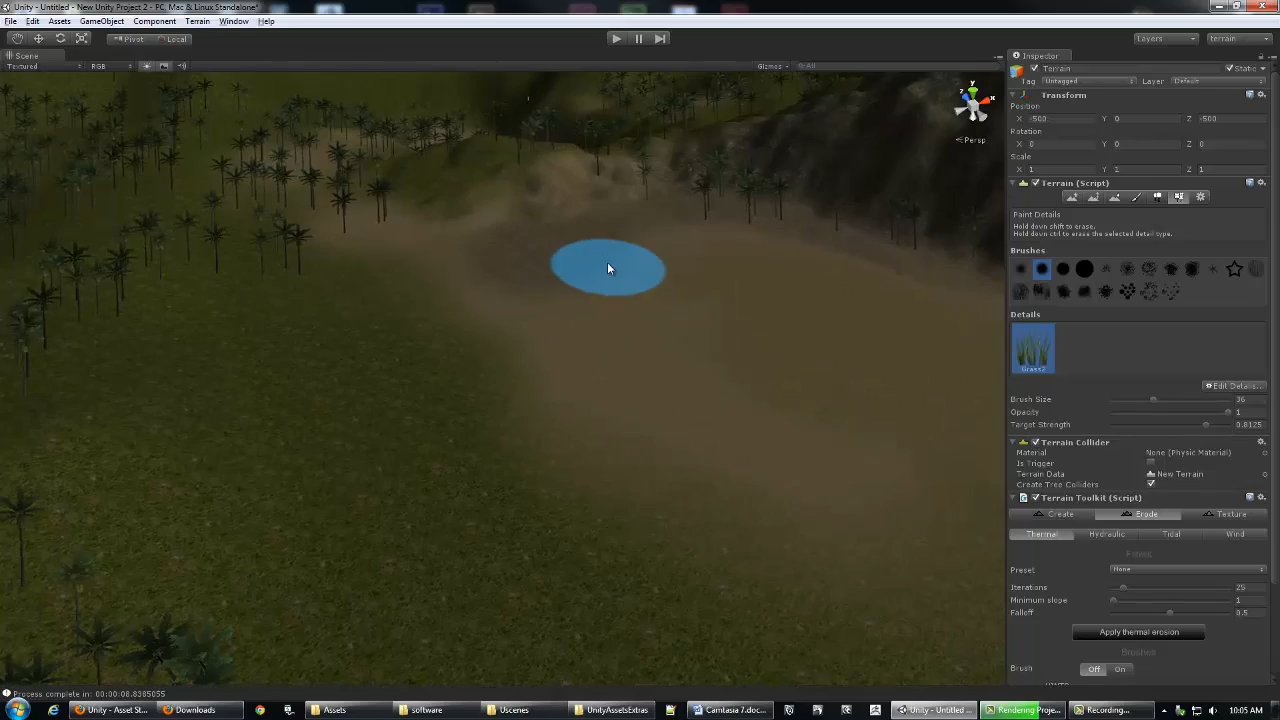 Unity - Untitled - New Unity Project 2 - PC, Mac & Linux Standalone*
File Edit Assets GameObject Component Terrain Window Help
Pivot Local
Layers terrain
Scene
Textured RGB Gizmos All
y
z x
Persp
Inspector
Terrain Static
Tag Untagged Layer Default
Transform
Position
X -500 Y 0 Z -500
Rotation
X 0 Y 0 Z 0
Scale
X 1 Y 1 Z 1
Terrain (Script)
Paint Details
Hold down shift to erase.
Hold down ctrl to erase the selected detail type.
Brushes
Details
Grass2
Edit Details...
Brush Size 36
Opacity 1
Target Strength 0.8125
Terrain Collider
Material None (Physic Material)
Is Trigger
Terrain Data New Terrain
Create Tree Colliders
Terrain Toolkit (Script)
Create Erode Texture
Thermal Hydraulic Tidal Wind
Filters
Preset None
Iterations 25
Minimum slope 1
Falloff 0.5
Apply thermal erosion
Brushes
Brush Off On
Process complete in: 00:00:08.8385055
Unity - Asset St... Downloads Assets software Uscenes UnityAssetsExtras Camtasia 7.doc... Unity - Untitled ... Rendering Proje... Recording... 10:05 AM